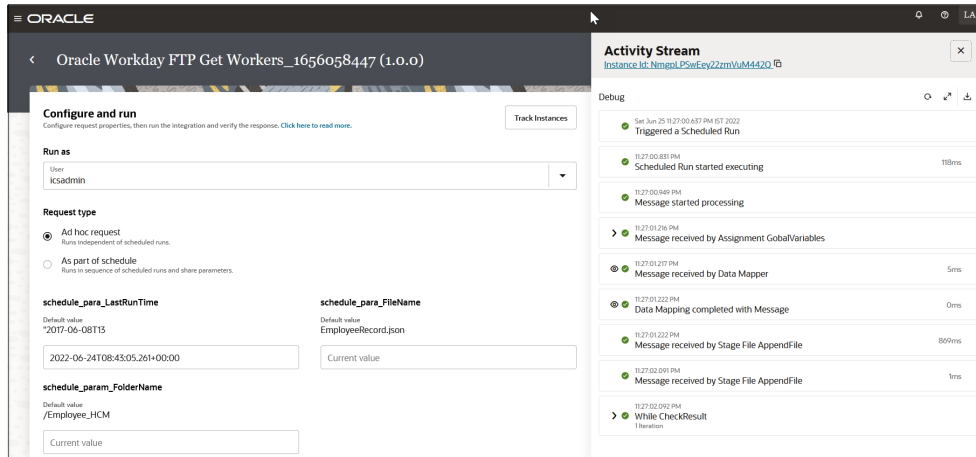 ORACLE
LA
Oracle Workday FTP Get Workers_1656058447 (1.0.0)
Configure and run
Configure request properties, then run the integration and verify the response. Click here to read more.
Track Instances
Run as
User
icsadmin
Request type
Ad hoc request
Runs independent of scheduled runs.
As part of schedule
Runs in sequence of scheduled runs and share parameters.
schedule_para_LastRunTime
Default value
"2017-06-08T13
2022-06-24T08:43:05.261+00:00
schedule_para_FileName
Default value
EmployeeRecord.json
Current value
schedule_param_FolderName
Default value
/Employee_HCM
Current value
Activity Stream
Instance Id: NmgpLPSwEey22zmVuM442Q
Debug
Sat Jun 25 11:27:00.637 PM IST 2022
Triggered a Scheduled Run
11:27:00.831 PM
Scheduled Run started executing
118ms
11:27:00.949 PM
Message started processing
11:27:01.216 PM
Message received by Assignment GobalVariables
11:27:01.217 PM
Message received by Data Mapper
5ms
11:27:01.222 PM
Data Mapping completed with Message
0ms
11:27:01.222 PM
Message received by Stage File AppendFile
869ms
11:27:02.091 PM
Message received by Stage File AppendFile
1ms
11:27:02.092 PM
While CheckResult
1 Iteration